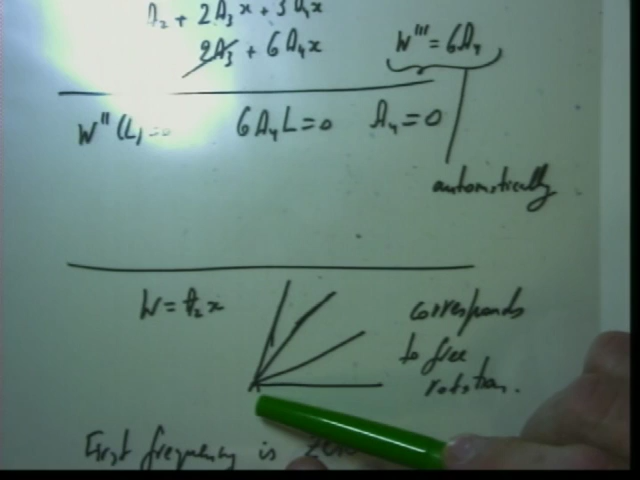 A₂ + 2A₃x + 3A₄x
2A₃ + 6A₄x W''' = 6A₄
W''(L)=0 6A₄L=0 A₄=0
automatically
W = A₂x corresponds
to free
rotation.
First frequency is zero